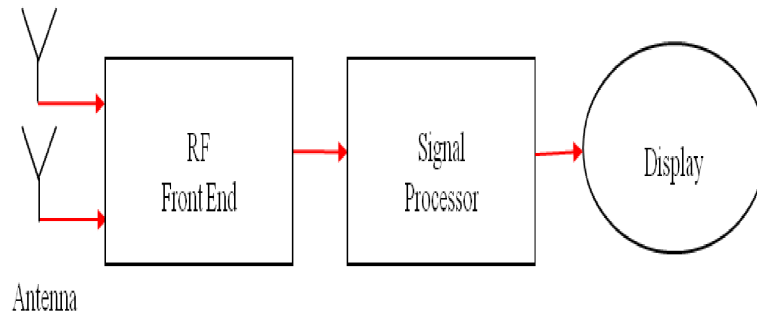 RF
Front End
Signal
Processor
Display
Antenna